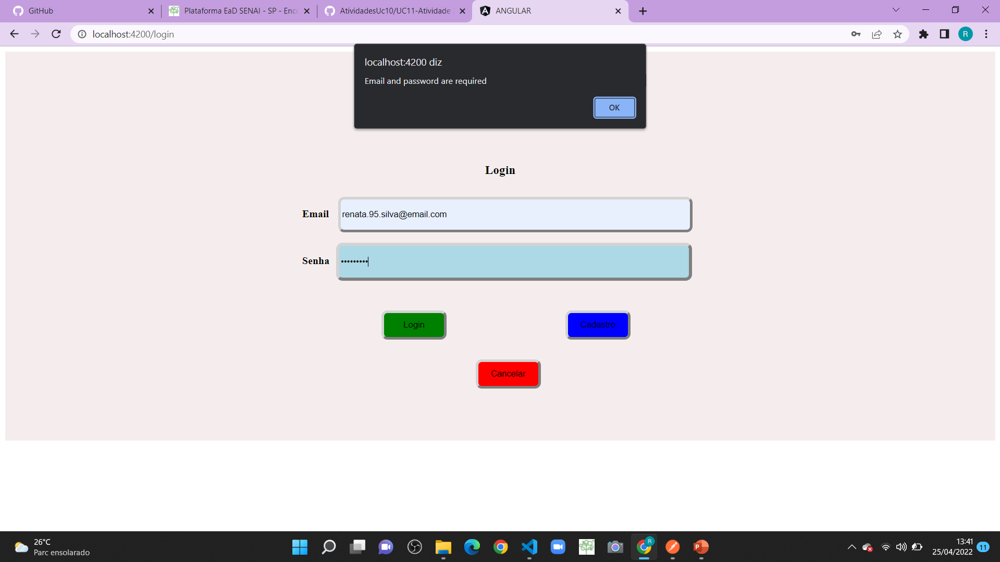 GitHub
Plataforma EaD SENAI - SP - Enc
AtividadesUc10/UC11-Atividade
ANGULAR
localhost:4200/login
R
localhost:4200 diz
Email and password are required
OK
Login
Email
renata.95.silva@email.com
Senha
•••••••••
Login
Cadastro
Cancelar
26°C
Parc ensolarado
R
P
13:41
25/04/2022
11